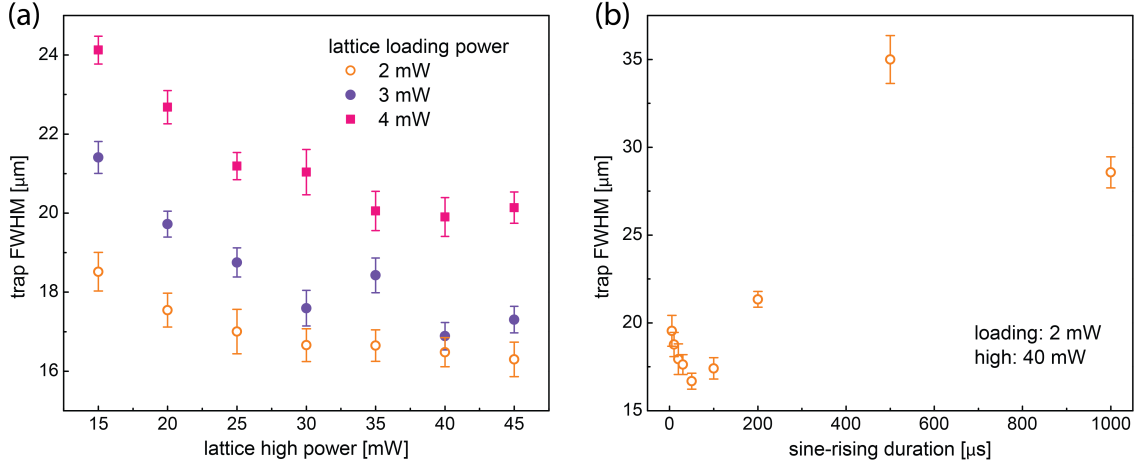 (a)
24
22
20
18
16
trap FWHM [µm]
lattice loading power
2 mW
3 mW
4 mW
15 20 25 30 35 40 45
lattice high power [mW]
(b)
35
30
25
20
15
trap FWHM [µm]
loading: 2 mW
high: 40 mW
0 200 400 600 800 1000
sine-rising duration [µs]